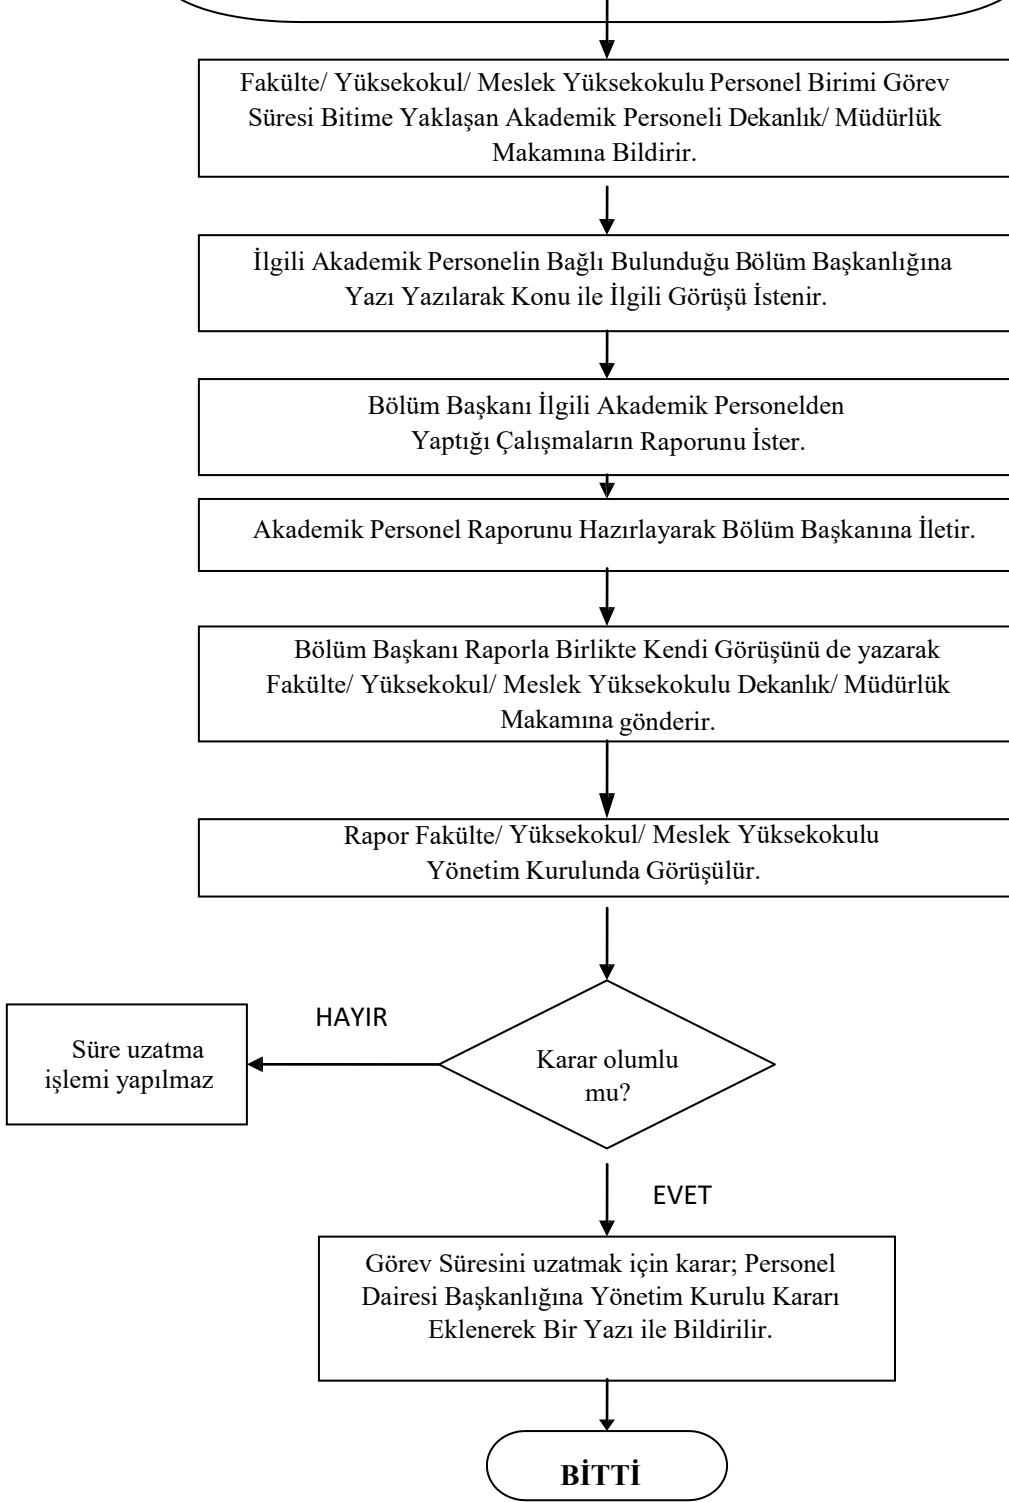 Fakülte/ Yüksekokul/ Meslek Yüksekokulu Personel Birimi Görev
Süresi Bitime Yaklaşan Akademik Personeli Dekanlık/ Müdürlük
Makamına Bildirir.
İlgili Akademik Personelin Bağlı Bulunduğu Bölüm Başkanlığına
Yazı Yazılarak Konu ile İlgili Görüşü İstenir.
Bölüm Başkanı İlgili Akademik Personelden
Yaptığı Çalışmaların Raporunu İster.
Akademik Personel Raporunu Hazırlayarak Bölüm Başkanına İletir.
Bölüm Başkanı Raporla Birlikte Kendi Görüşünü de yazarak
Fakülte/ Yüksekokul/ Meslek Yüksekokulu Dekanlık/ Müdürlük
Makamına gönderir.
Rapor Fakülte/ Yüksekokul/ Meslek Yüksekokulu
Yönetim Kurulunda Görüşülür.
HAYIR
Süre uzatma
işlemi yapılmaz
Karar olumlu
mu?
EVET
Görev Süresini uzatmak için karar; Personel
Dairesi Başkanlığına Yönetim Kurulu Kararı
Eklenerek Bir Yazı ile Bildirilir.
BİTTİ